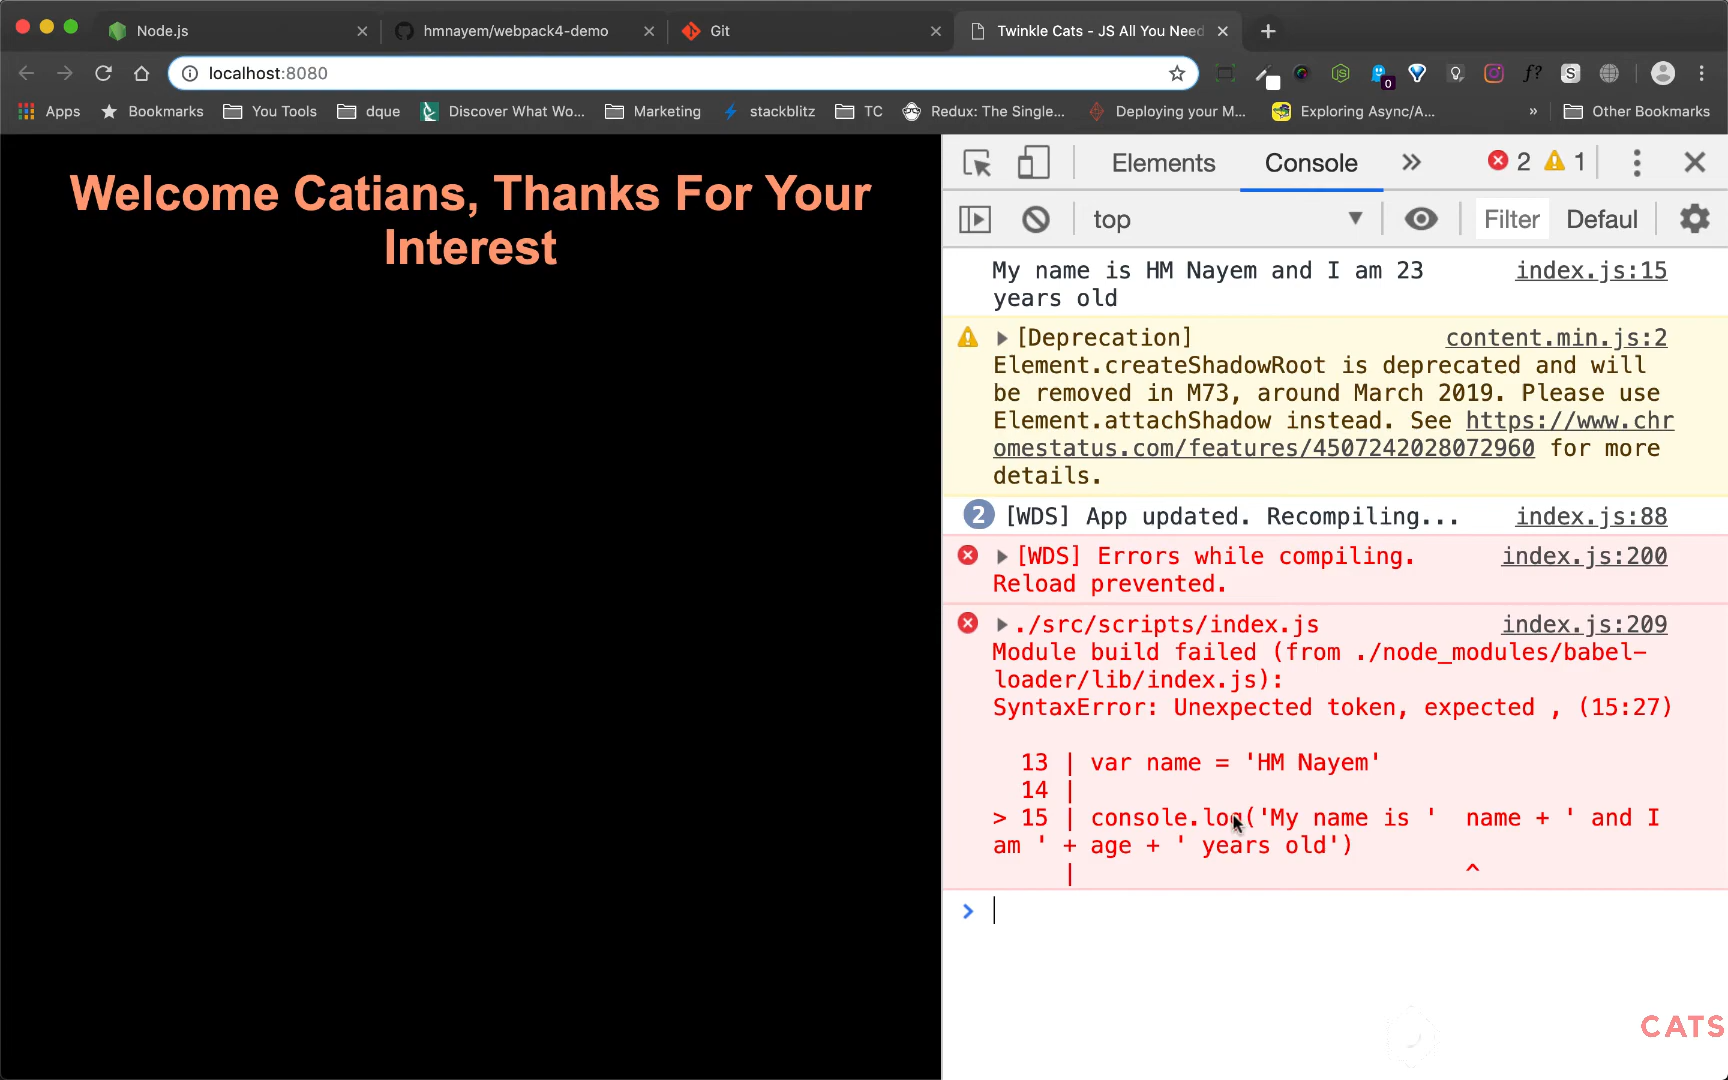 Node.js
hmnayem/webpack4-demo
Git
Twinkle Cats - JS All You Need
localhost:8080
0
f?
S
Apps
Bookmarks
You Tools
dque
Discover What Wo...
Marketing
stackblitz
TC
Redux: The Single...
Deploying your M...
Exploring Async/A...
»
Other Bookmarks
Welcome Catians, Thanks For Your
Interest
Elements
Console
2
1
top
Filter
Defaul
My name is HM Nayem and I am 23 index.js:15
years old
[Deprecation] content.min.js:2
Element.createShadowRoot is deprecated and will
be removed in M73, around March 2019. Please use
Element.attachShadow instead. See https://www.chr
omestatus.com/features/4507242028072960 for more
details.
2 [WDS] App updated. Recompiling... index.js:88
[WDS] Errors while compiling. index.js:200
Reload prevented.
./src/scripts/index.js index.js:209
Module build failed (from ./node_modules/babel-
loader/lib/index.js):
SyntaxError: Unexpected token, expected , (15:27)
13 | var name = 'HM Nayem'
14 |
> 15 | console.log('My name is '  name + ' and I
am ' + age + ' years old')
| ^
>
CATS